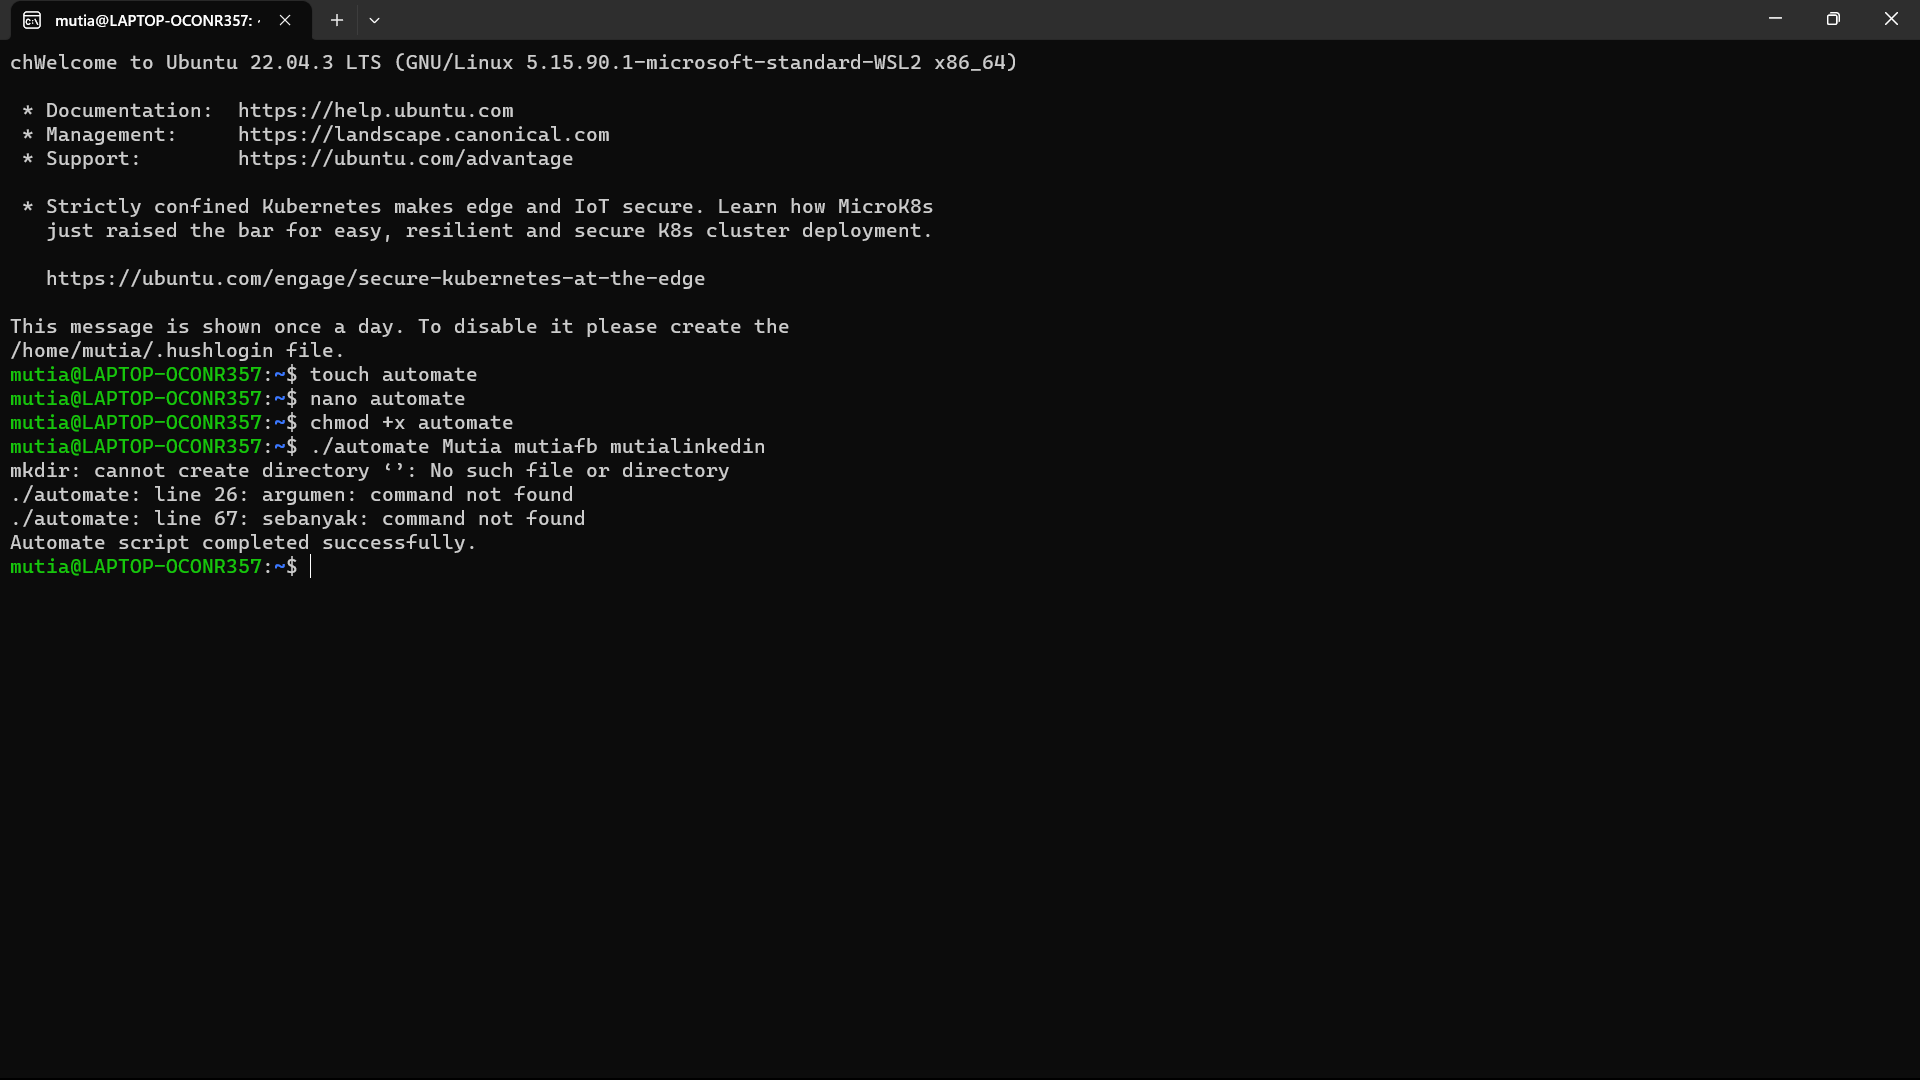 mutia@LAPTOP-OCONR357: ~
chWelcome to Ubuntu 22.04.3 LTS (GNU/Linux 5.15.90.1-microsoft-standard-WSL2 x86_64)
* Documentation:  https://help.ubuntu.com
* Management:     https://landscape.canonical.com
* Support:        https://ubuntu.com/advantage
* Strictly confined Kubernetes makes edge and IoT secure. Learn how MicroK8s
just raised the bar for easy, resilient and secure K8s cluster deployment.
https://ubuntu.com/engage/secure-kubernetes-at-the-edge
This message is shown once a day. To disable it please create the
/home/mutia/.hushlogin file.
mutia@LAPTOP-OCONR357:~$ touch automate
mutia@LAPTOP-OCONR357:~$ nano automate
mutia@LAPTOP-OCONR357:~$ chmod +x automate
mutia@LAPTOP-OCONR357:~$ ./automate Mutia mutiafb mutialinkedin
mkdir: cannot create directory ‘’: No such file or directory
./automate: line 26: argumen: command not found
./automate: line 67: sebanyak: command not found
Automate script completed successfully.
mutia@LAPTOP-OCONR357:~$